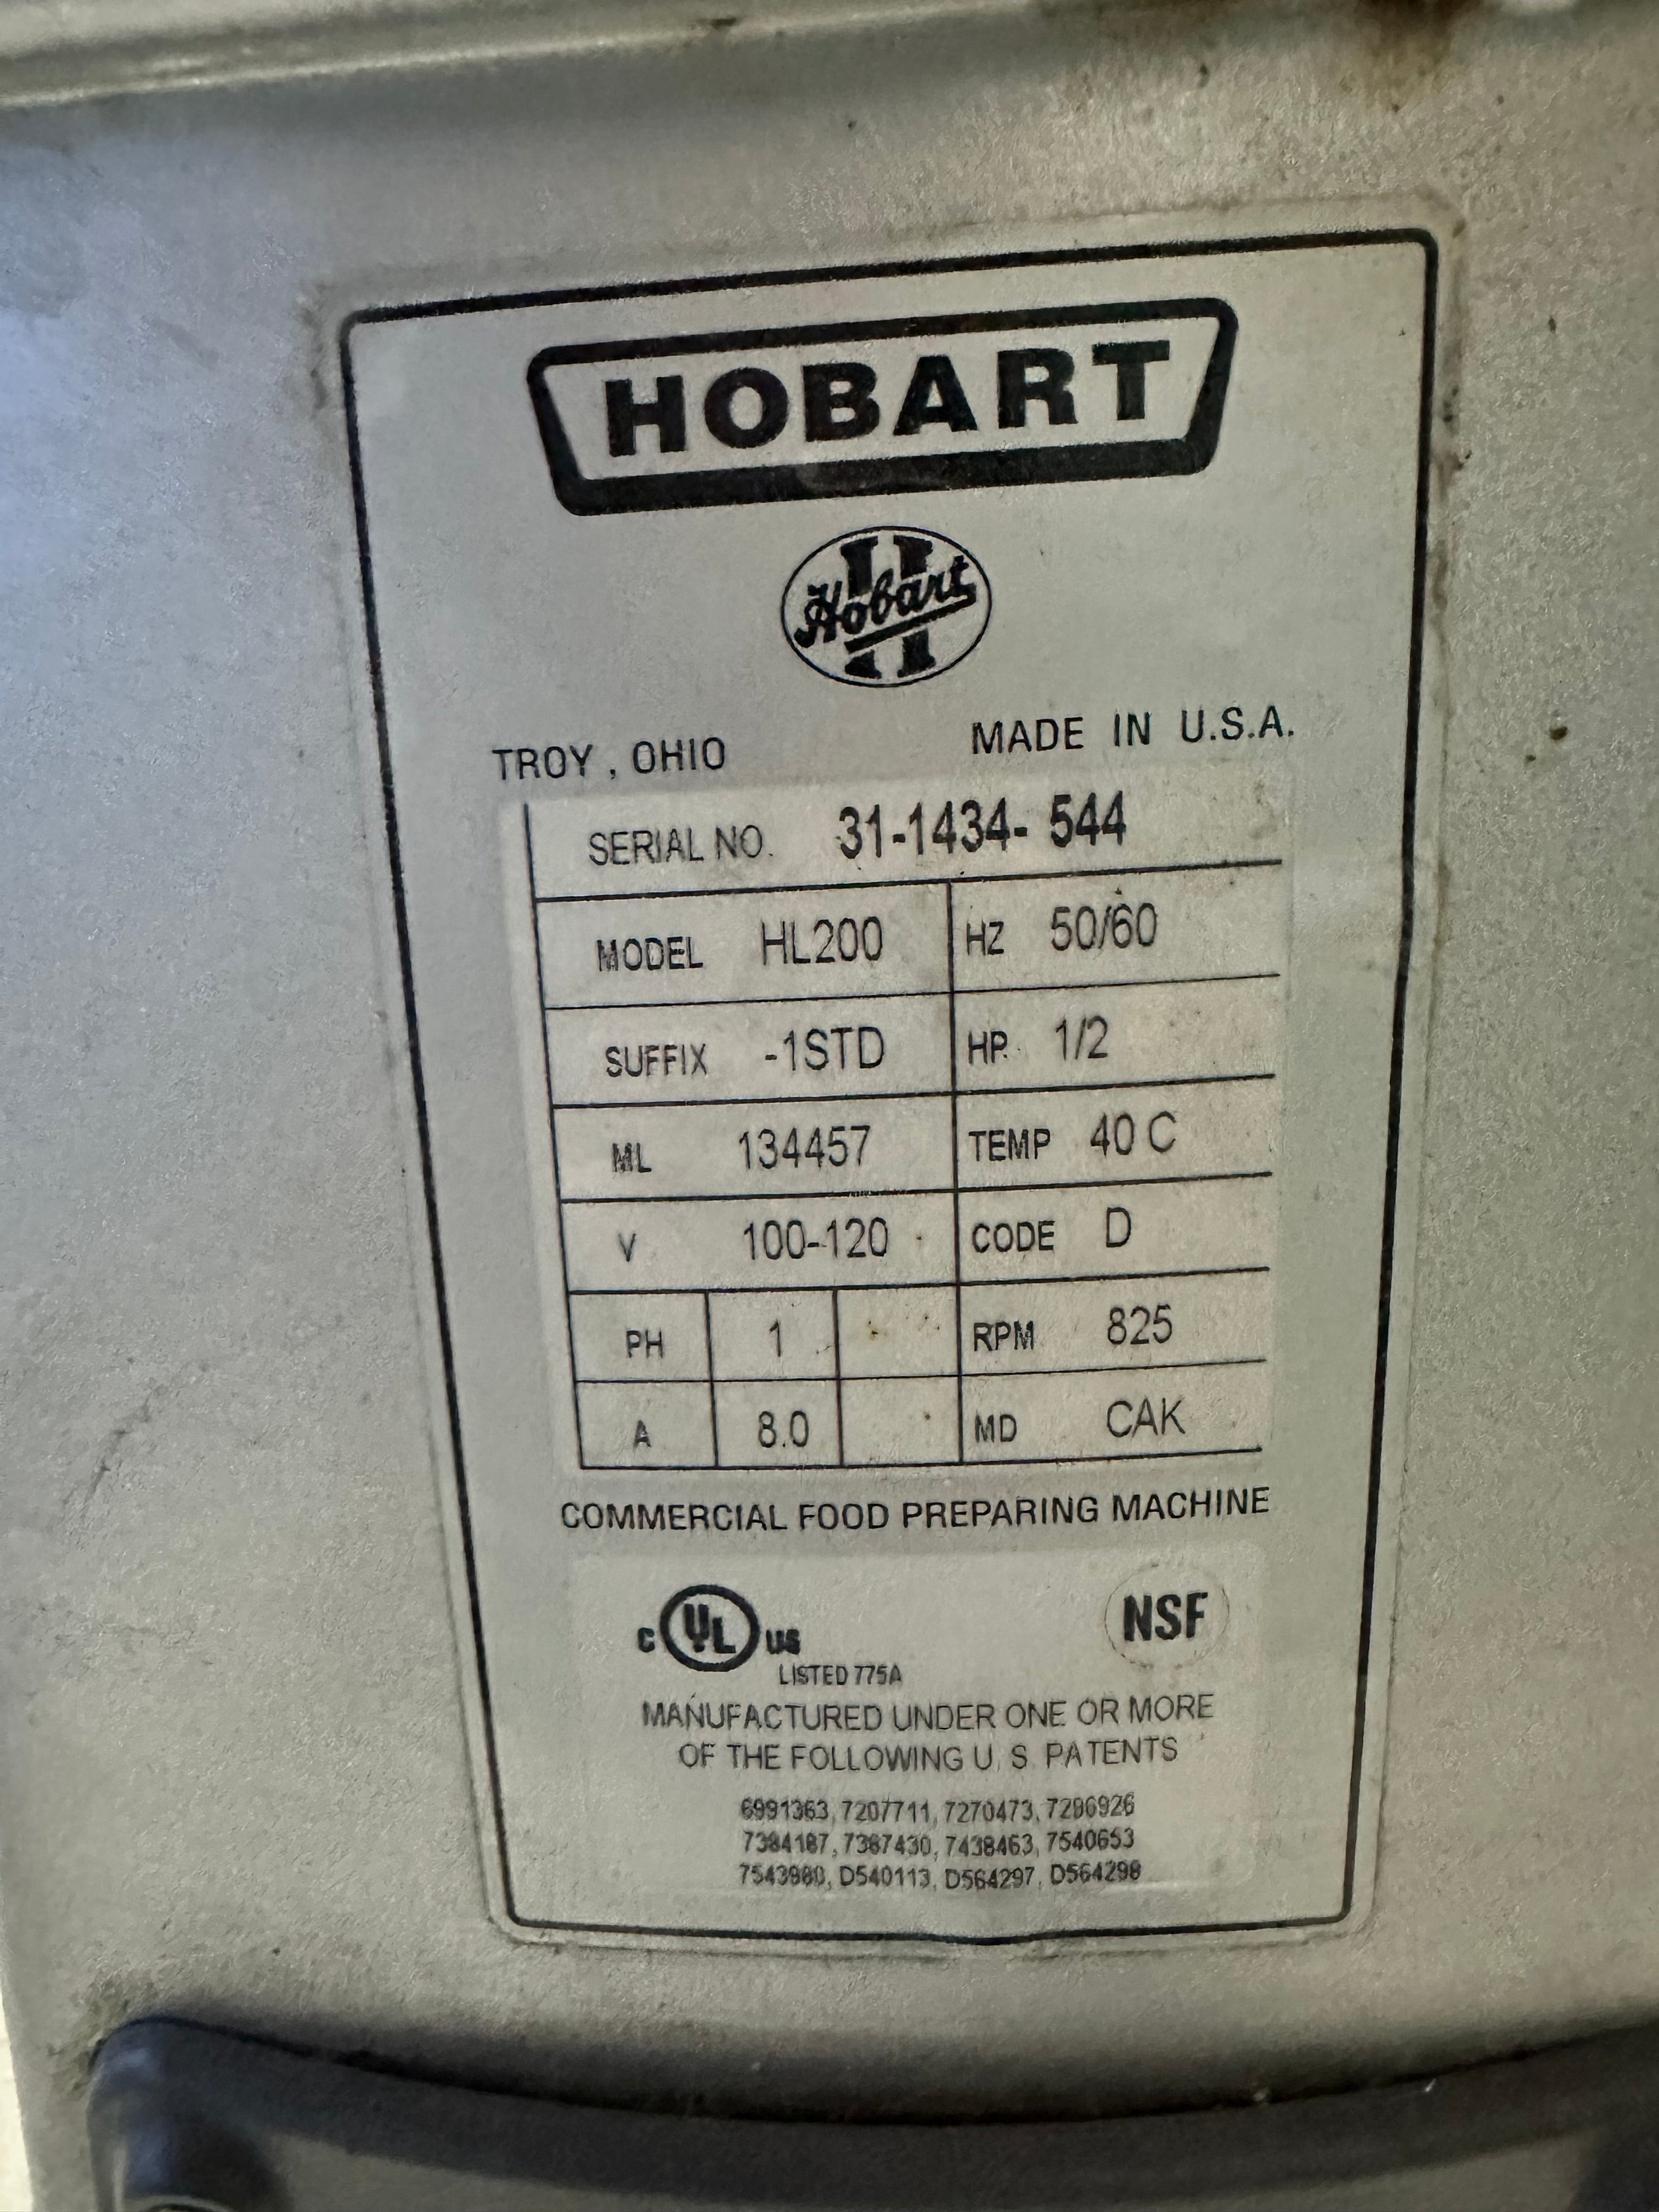 HOBART
Hobart
TROY, OHIO MADE IN U.S.A.
SERIAL NO. 31-1434- 544
MODEL HL200 HZ 50/60
SUFFIX -1STD HP. 1/2
ML 134457 TEMP 40 C
V 100-120 CODE D
PH 1 RPM 825
A 8.0 MD CAK
COMMERCIAL FOOD PREPARING MACHINE
C UL US NSF
LISTED 775A
MANUFACTURED UNDER ONE OR MORE
OF THE FOLLOWING U. S. PATENTS
6991363, 7207711, 7270473, 7296926
7384187, 7387430, 7438463, 7540653
7543980, D540113, D564297, D564298